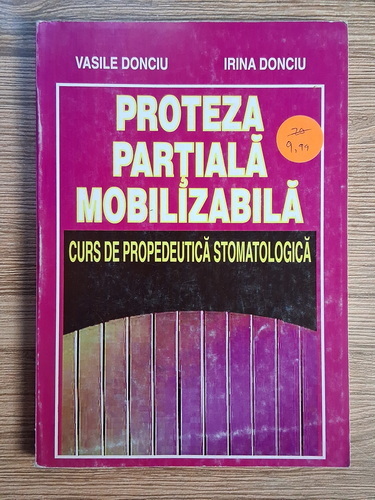 VASILE DONCIU IRINA DONCIU
PROTEZA
PARȚIALĂ
MOBILIZABILĂ
20
9,99
CURS DE PROPEDEUTICĂ STOMATOLOGICĂ